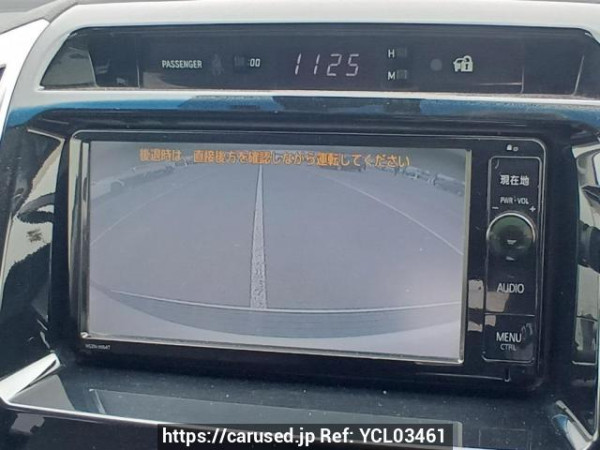 PASSENGER
00
1125
H
M
後退時は、直接後方を確認しながら運転してください
現在地
PWR・VOL
− +
AUDIO
MENU
CTRL
https://carused.jp Ref: YCL03461